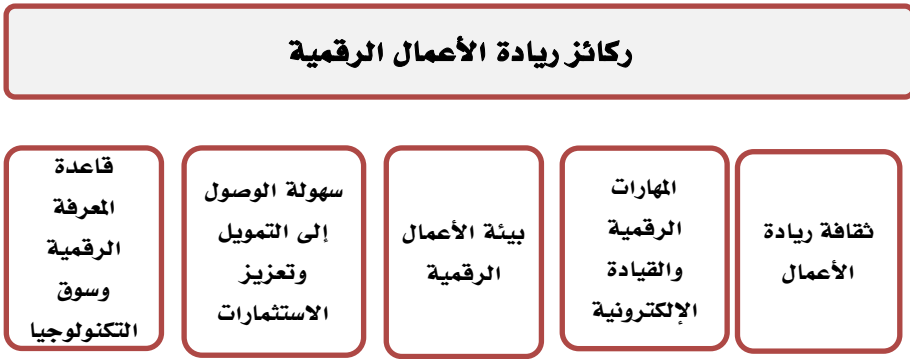 ركائز ريادة الأعمال الرقمية
ثقافة ريادة
الأعمال
المهارات
الرقمية
والقيادة
الإلكترونية
بيئة الأعمال
الرقمية
سهولة الوصول
إلى التمويل
وتعزيز
الاستثمارات
قاعدة
المعرفة
الرقمية
وسوق
التكنولوجيا